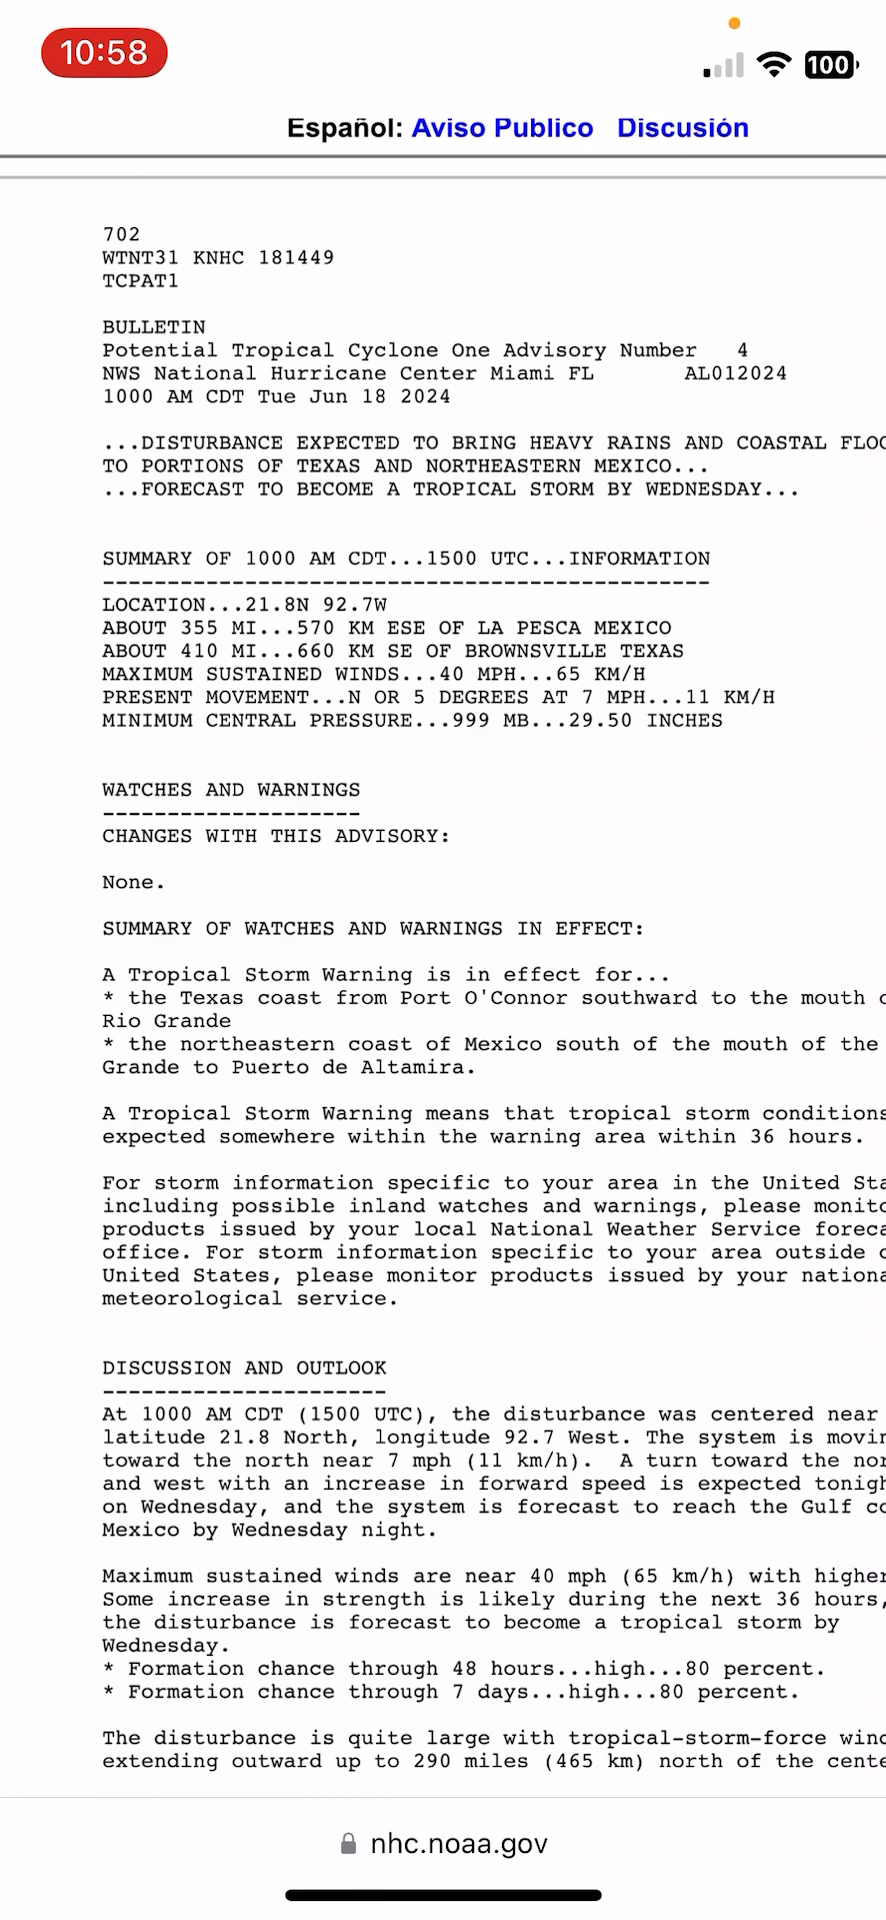 10:58
100
Español: Aviso Publico Discusión
702
WTNT31 KNHC 181449
TCPAT1
BULLETIN
Potential Tropical Cyclone One Advisory Number 4
NWS National Hurricane Center Miami FL AL012024
1000 AM CDT Tue Jun 18 2024
...DISTURBANCE EXPECTED TO BRING HEAVY RAINS AND COASTAL FLOO
TO PORTIONS OF TEXAS AND NORTHEASTERN MEXICO...
...FORECAST TO BECOME A TROPICAL STORM BY WEDNESDAY...
SUMMARY OF 1000 AM CDT...1500 UTC...INFORMATION
-----------------------------------------------
LOCATION...21.8N 92.7W
ABOUT 355 MI...570 KM ESE OF LA PESCA MEXICO
ABOUT 410 MI...660 KM SE OF BROWNSVILLE TEXAS
MAXIMUM SUSTAINED WINDS...40 MPH...65 KM/H
PRESENT MOVEMENT...N OR 5 DEGREES AT 7 MPH...11 KM/H
MINIMUM CENTRAL PRESSURE...999 MB...29.50 INCHES
WATCHES AND WARNINGS
--------------------
CHANGES WITH THIS ADVISORY:
None.
SUMMARY OF WATCHES AND WARNINGS IN EFFECT:
A Tropical Storm Warning is in effect for...
* the Texas coast from Port O'Connor southward to the mouth
Rio Grande
* the northeastern coast of Mexico south of the mouth of the
Grande to Puerto de Altamira.
A Tropical Storm Warning means that tropical storm conditions
expected somewhere within the warning area within 36 hours.
For storm information specific to your area in the United Sta
including possible inland watches and warnings, please monito
products issued by your local National Weather Service foreca
office. For storm information specific to your area outside
United States, please monitor products issued by your nationa
meteorological service.
DISCUSSION AND OUTLOOK
----------------------
At 1000 AM CDT (1500 UTC), the disturbance was centered near
latitude 21.8 North, longitude 92.7 West. The system is movin
toward the north near 7 mph (11 km/h). A turn toward the nor
and west with an increase in forward speed is expected tonigh
on Wednesday, and the system is forecast to reach the Gulf co
Mexico by Wednesday night.
Maximum sustained winds are near 40 mph (65 km/h) with higher
Some increase in strength is likely during the next 36 hours,
the disturbance is forecast to become a tropical storm by
Wednesday.
* Formation chance through 48 hours...high...80 percent.
* Formation chance through 7 days...high...80 percent.
The disturbance is quite large with tropical-storm-force wind
extending outward up to 290 miles (465 km) north of the cente
nhc.noaa.gov